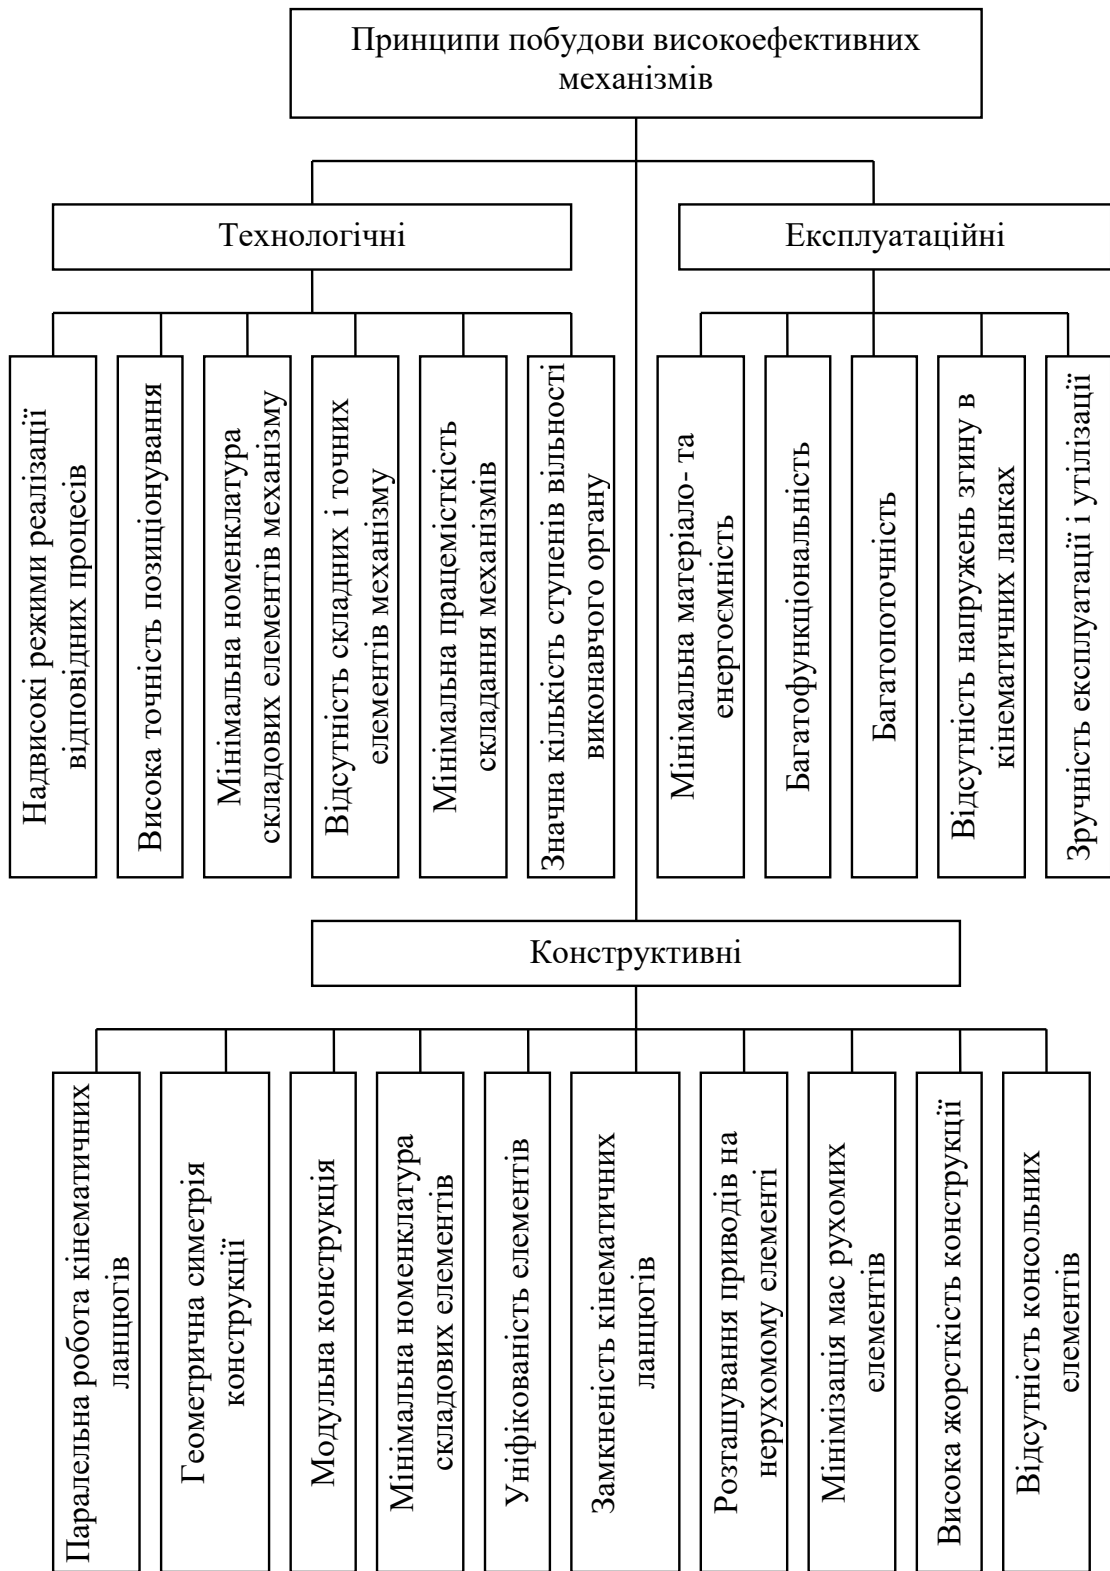 Принципи побудови високоефективних
механізмів
Технологічні
Експлуатаційні
Надвисокі режими реалізації
відповідних процесів
Висока точність позиціонування
Мінімальна номенклатура
складових елементів механізму
Відсутність складних і точних
елементів механізму
Мінімальна працемісткість
складання механізмів
Значна кількість ступенів вільності
виконавчого органу
Мінімальна матеріало- та
енергоємність
Багатофункціональність
Багатопоточність
Відсутність напружень згину в
кінематичних ланках
Зручність експлуатації і утілізації
Конструктивні
Паралельна робота кінематичних
ланцюгів
Геометрична симетрія
конструкції
Модульна конструкція
Мінімальна номенклатура
складових елементів
Уніфікованість елементів
Замкненість кінематичних
ланцюгів
Розташування приводів на
нерухомому елементі
Мінімізація мас рухомих
елементів
Висока жорсткість конструкції
Відсутність консольних
елементів